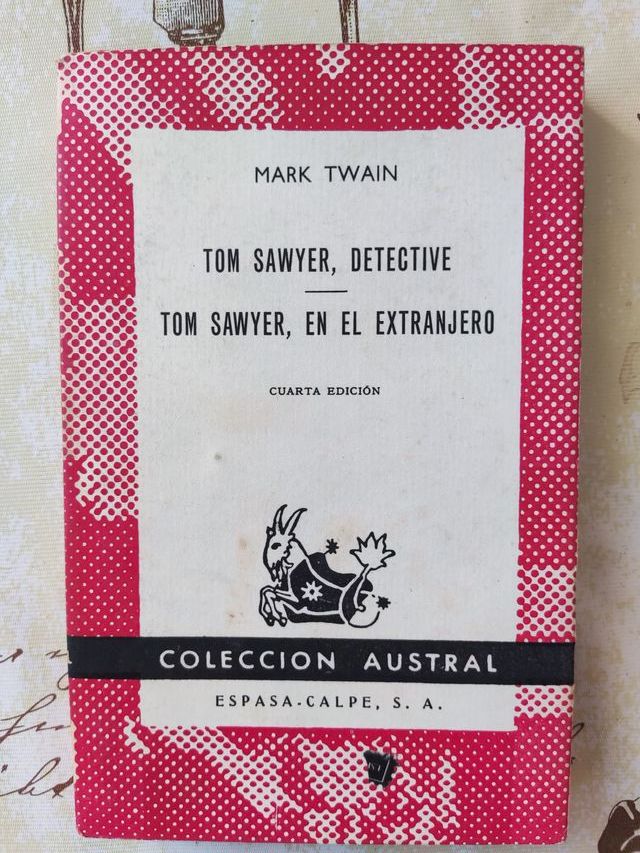 MARK TWAIN
TOM SAWYER, DETECTIVE
TOM SAWYER, EN EL EXTRANJERO
CUARTA EDICIÓN
COLECCION AUSTRAL
ESPASA-CALPE, S. A.